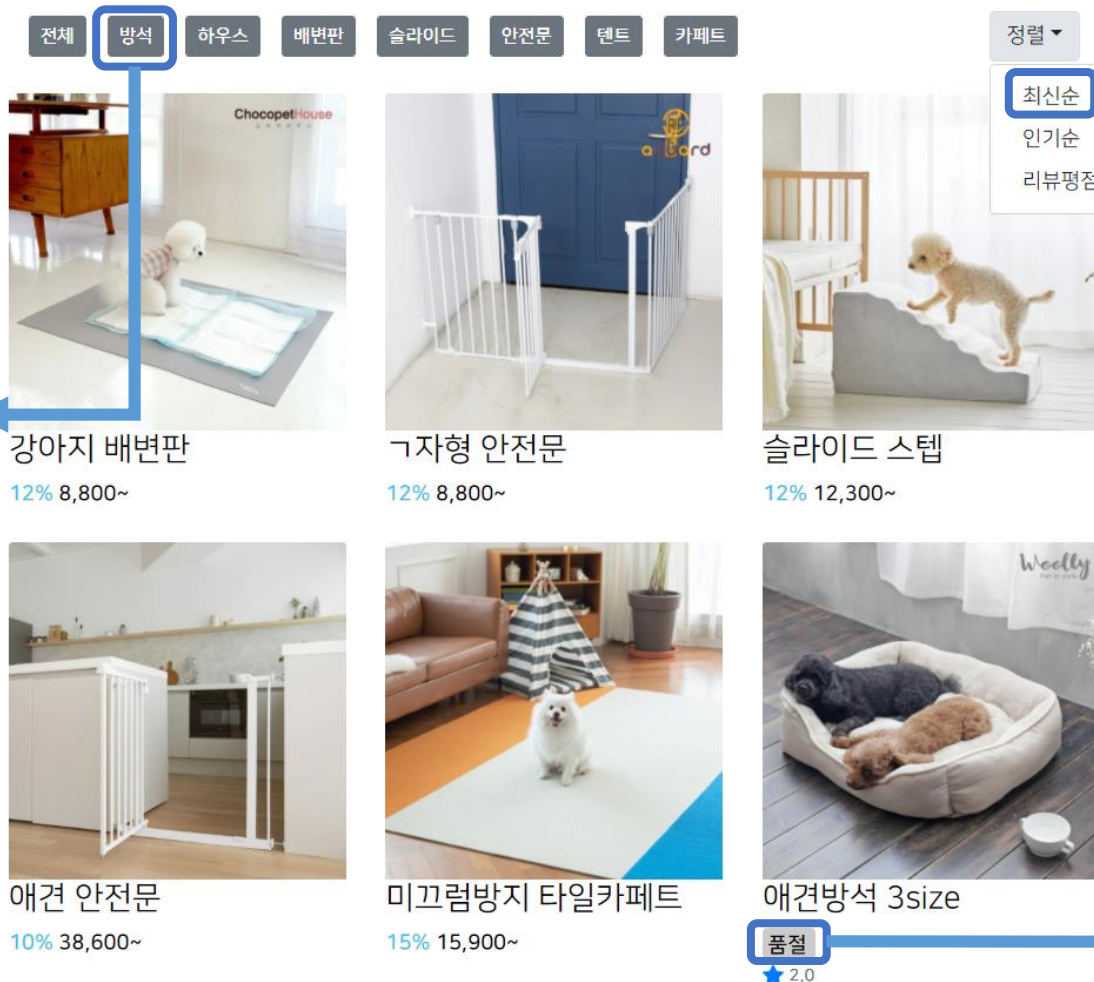 전체 방석 하우스 배변판 슬라이드 안전문 텐트 카페트 정렬
최신순
인기순
리뷰평점
ChocopetHouse
강아지 배변판
12% 8,800~
ㄱ자형 안전문
12% 8,800~
슬라이드 스텝
12% 12,300~
Woolly
애견 안전문
10% 38,600~
미끄럼방지 타일카페트
15% 15,900~
애견방석 3size
품절
2.0